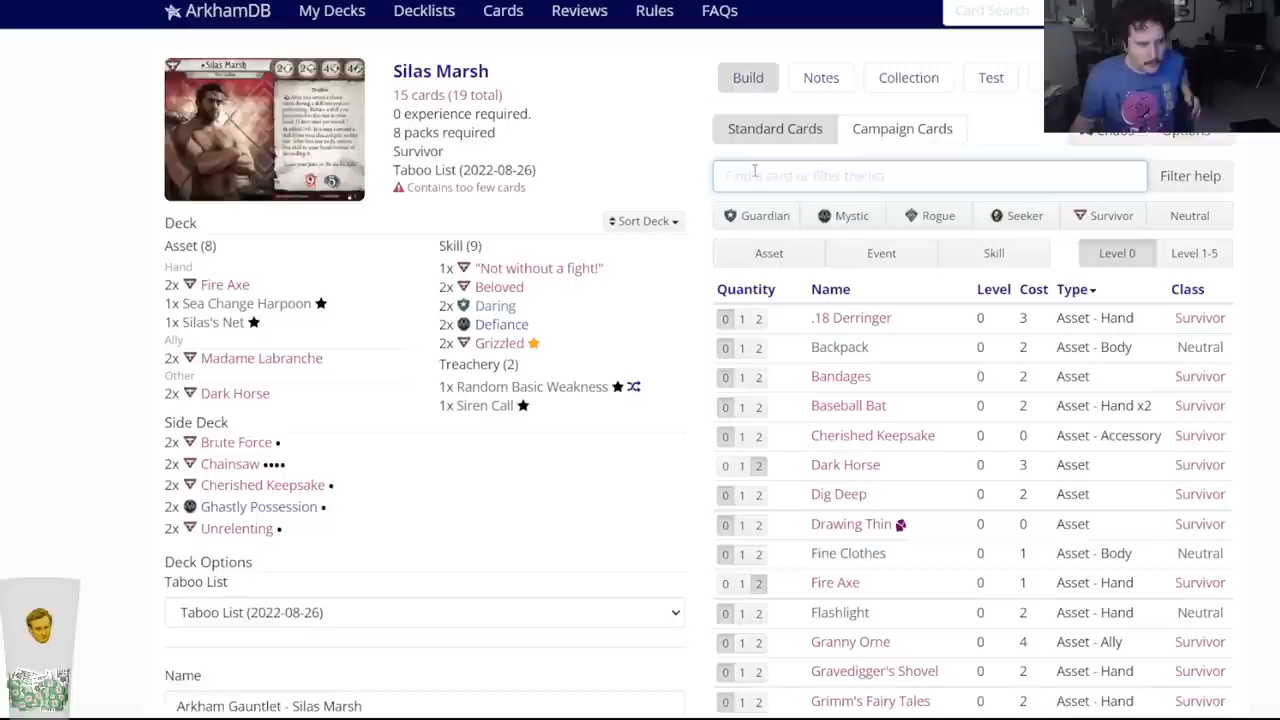 ArkhamDB My Decks Decklists Cards Reviews Rules FAQs Card Search
Silas Marsh
Silas Marsh
15 cards (19 total)
0 experience required.
8 packs required
Survivor
Taboo List (2022-08-26)
Contains too few cards
Deck
Sort Deck
Asset (8)
Hand
2x Fire Axe
1x Sea Change Harpoon
1x Silas's Net
Ally
2x Madame Labranche
Other
2x Dark Horse
Skill (9)
1x "Not without a fight!"
2x Beloved
2x Daring
2x Defiance
2x Grizzled
Treachery (2)
1x Random Basic Weakness
1x Siren Call
Side Deck
2x Brute Force
2x Chainsaw
2x Cherished Keepsake
2x Ghastly Possession
2x Unrelenting
Deck Options
Taboo List
Taboo List (2022-08-26)
Name
Arkham Gauntlet - Silas Marsh
Build Notes Collection Test
Standard Cards Campaign Cards
Find a card or filter the list
Filter help
Guardian Mystic Rogue Seeker Survivor Neutral
Asset Event Skill Level 0 Level 1-5
Quantity Name Level Cost Type Class
0 1 2 .18 Derringer 0 3 Asset - Hand Survivor
0 1 2 Backpack 0 2 Asset - Body Neutral
0 1 2 Bandages 0 2 Asset Survivor
0 1 2 Baseball Bat 0 2 Asset - Hand x2 Survivor
0 1 2 Cherished Keepsake 0 0 Asset - Accessory Survivor
0 1 2 Dark Horse 0 3 Asset Survivor
0 1 2 Dig Deep 0 2 Asset Survivor
0 1 2 Drawing Thin 0 0 Asset Survivor
0 1 2 Fine Clothes 0 1 Asset - Body Neutral
0 1 2 Fire Axe 0 1 Asset - Hand Survivor
0 1 2 Flashlight 0 2 Asset - Hand Neutral
0 1 2 Granny Orne 0 4 Asset - Ally Survivor
0 1 2 Gravedigger's Shovel 0 2 Asset - Hand Survivor
0 1 2 Grimm's Fairy Tales 0 2 Asset - Hand Survivor